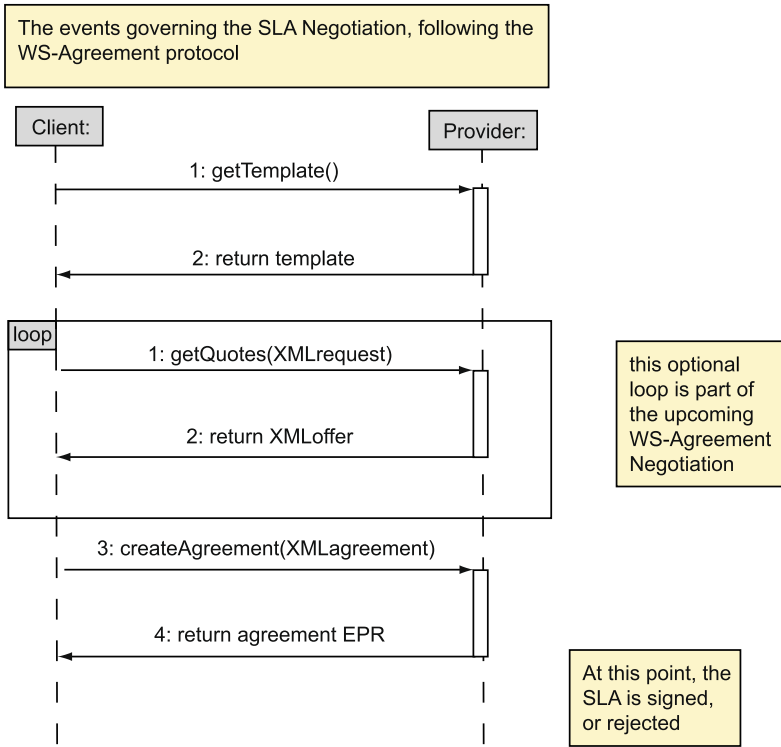 The events governing the SLA Negotiation, following the
WS-Agreement protocol
Client:
Provider:
1: getTemplate()
2: return template
loop
1: getQuotes(XMLrequest)
2: return XMLoffer
this optional
loop is part of
the upcoming
WS-Agreement
Negotiation
3: createAgreement(XMLagreement)
4: return agreement EPR
At this point, the
SLA is signed,
or rejected